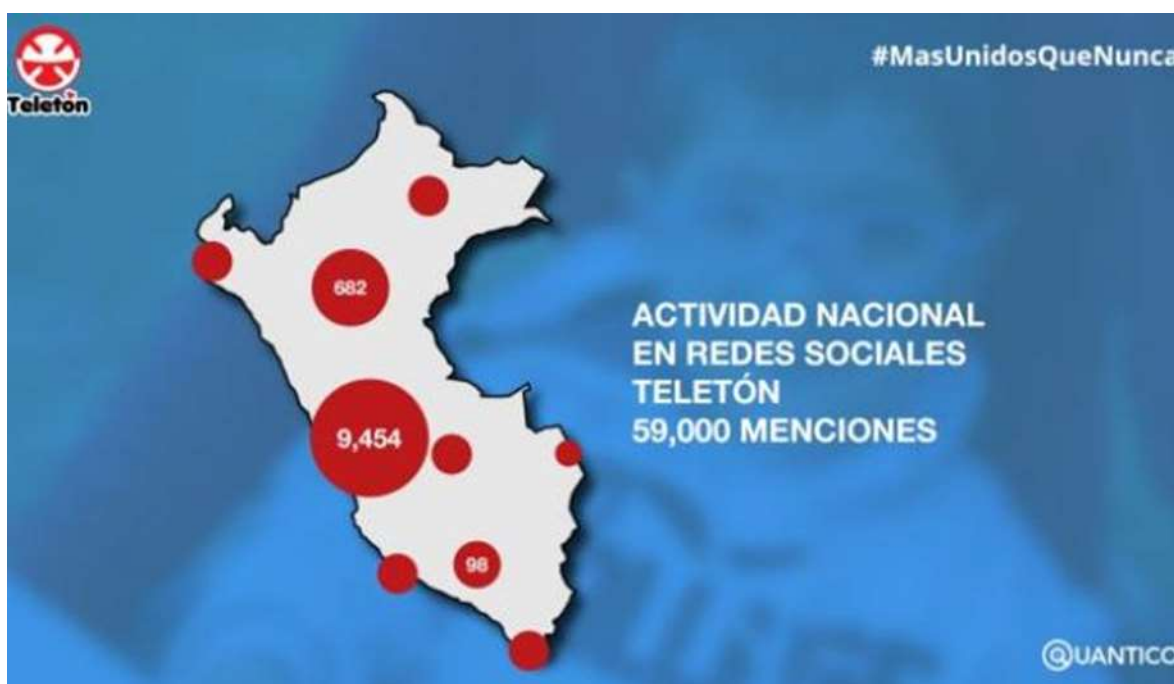 Teletón
#MasUnidosQueNunca
682
ACTIVIDAD NACIONAL
EN REDES SOCIALES
TELETÓN
59,000 MENCIONES
9,454
98
QUANTICO